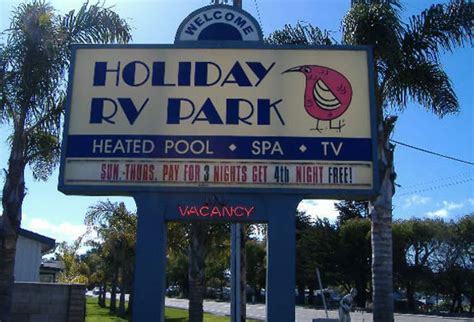 WELCOME
HOLIDAY
RV PARK
HEATED POOL • SPA • TV
SUN.-THURS. PAY FOR 3 NIGHTS GET 4th NIGHT FREE!
VACANCY